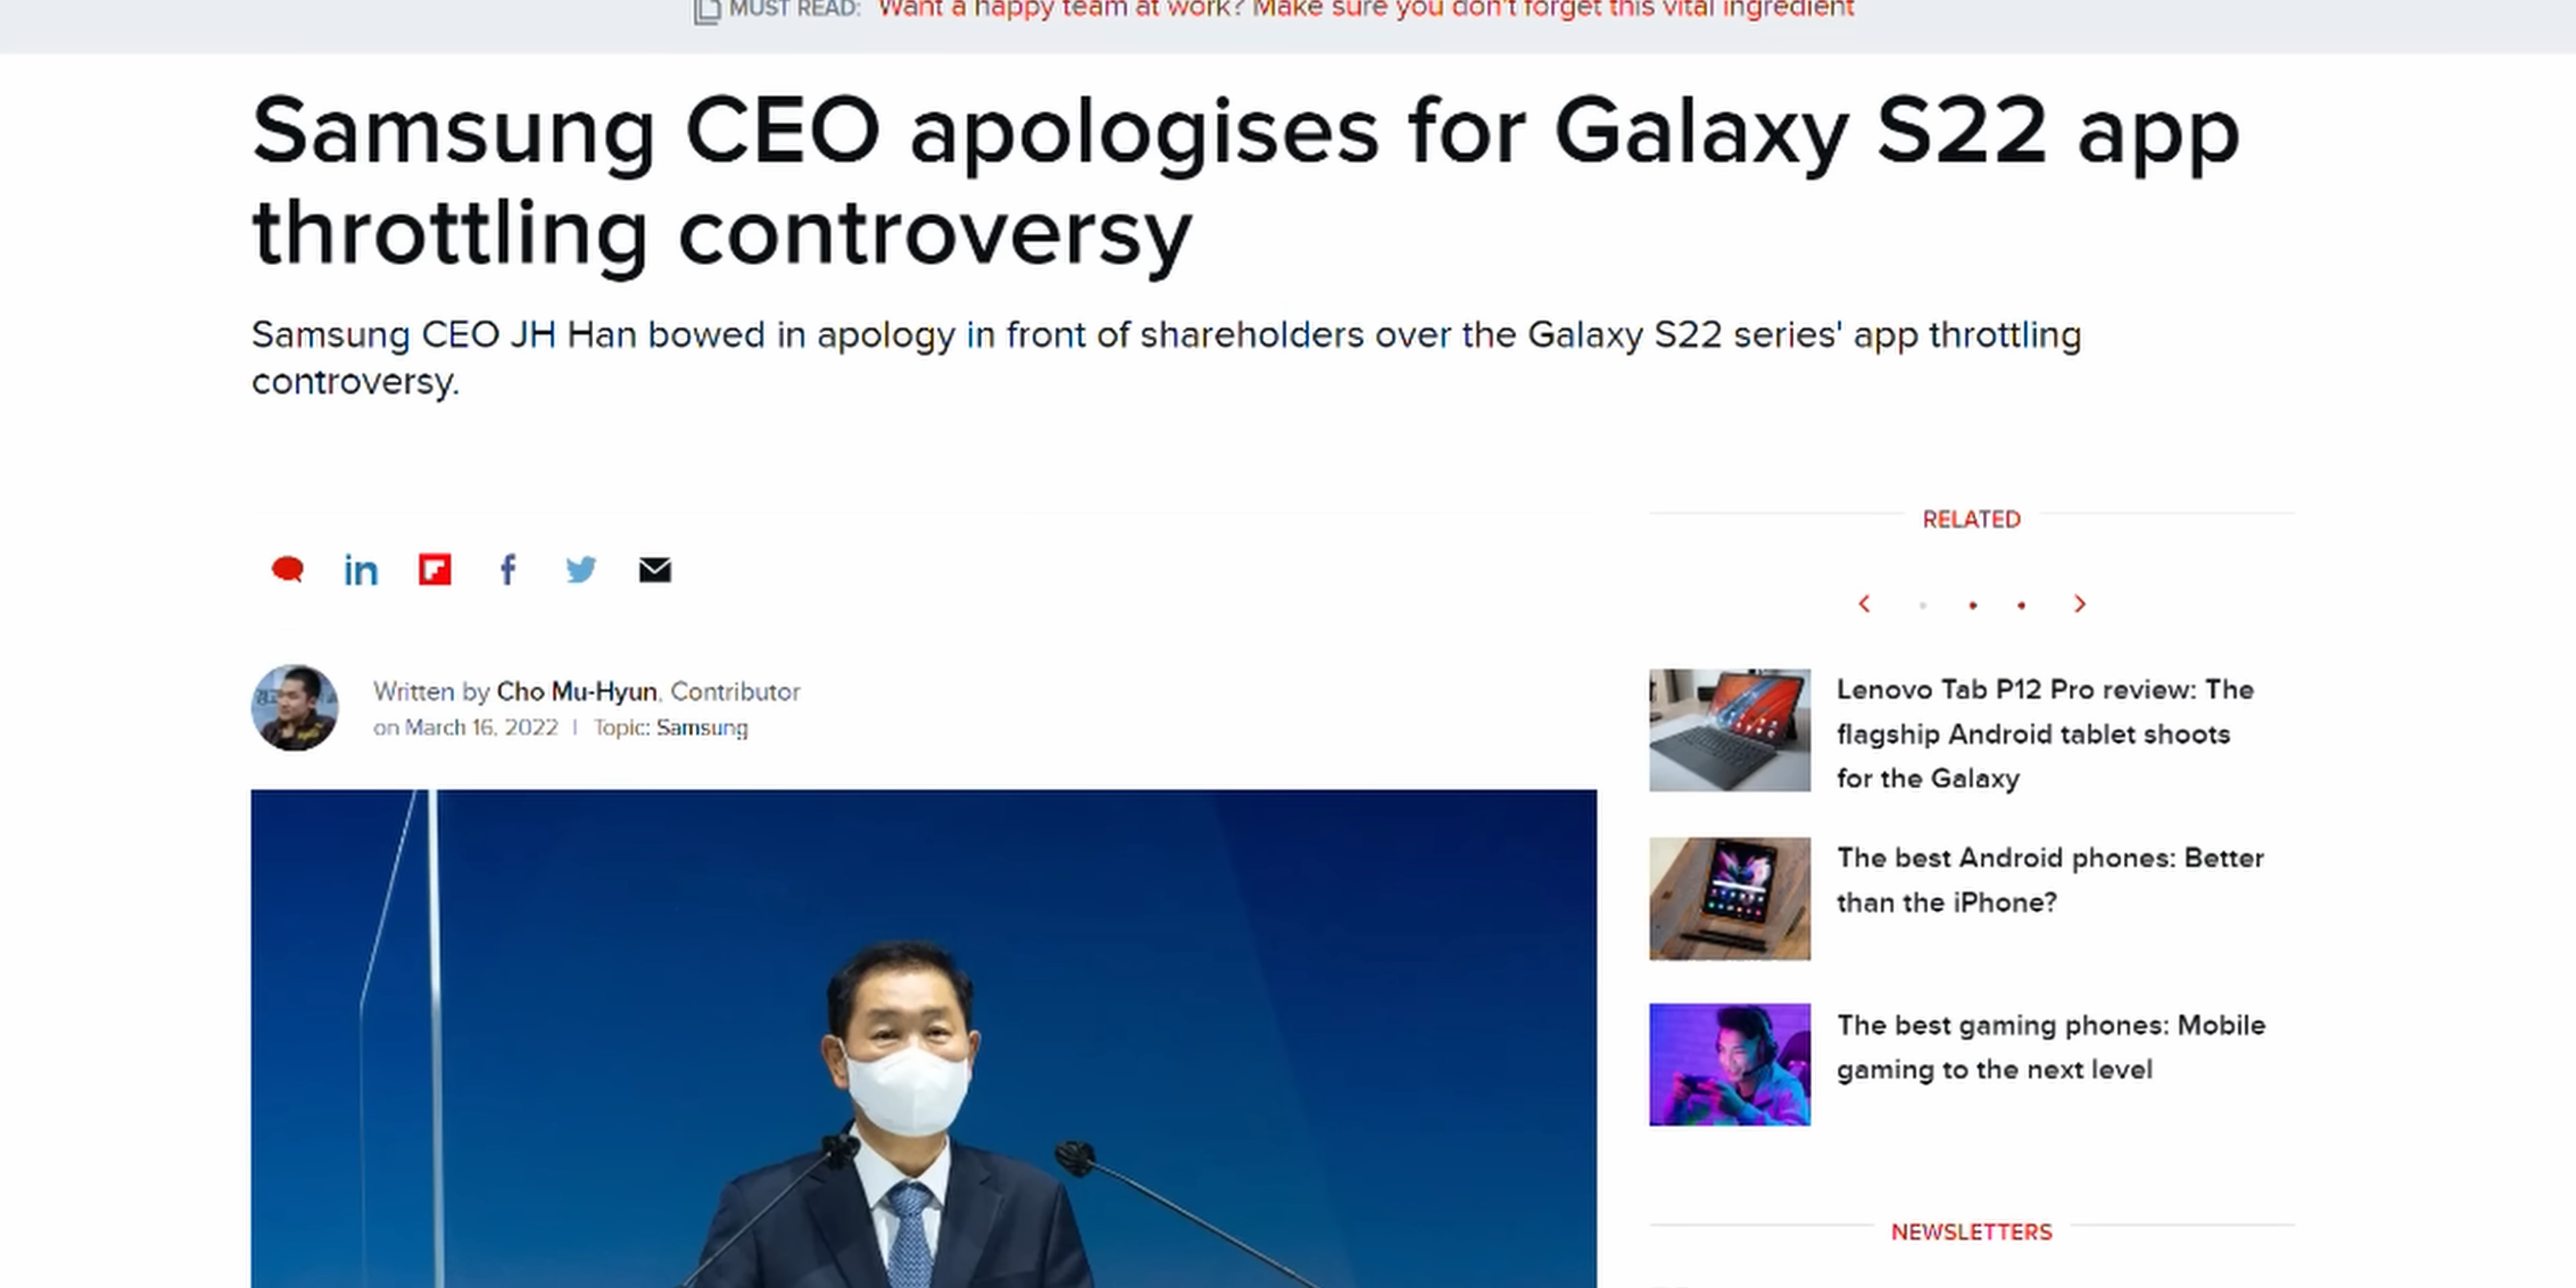 MUST READ: Want a happy team at work? Make sure you don't forget this vital ingredient
Samsung CEO apologises for Galaxy S22 app
throttling controversy
Samsung CEO JH Han bowed in apology in front of shareholders over the Galaxy S22 series' app throttling
controversy.
in
f
Written by Cho Mu-Hyun, Contributor
on March 16, 2022 | Topic: Samsung
RELATED
Lenovo Tab P12 Pro review: The
flagship Android tablet shoots
for the Galaxy
The best Android phones: Better
than the iPhone?
The best gaming phones: Mobile
gaming to the next level
NEWSLETTERS